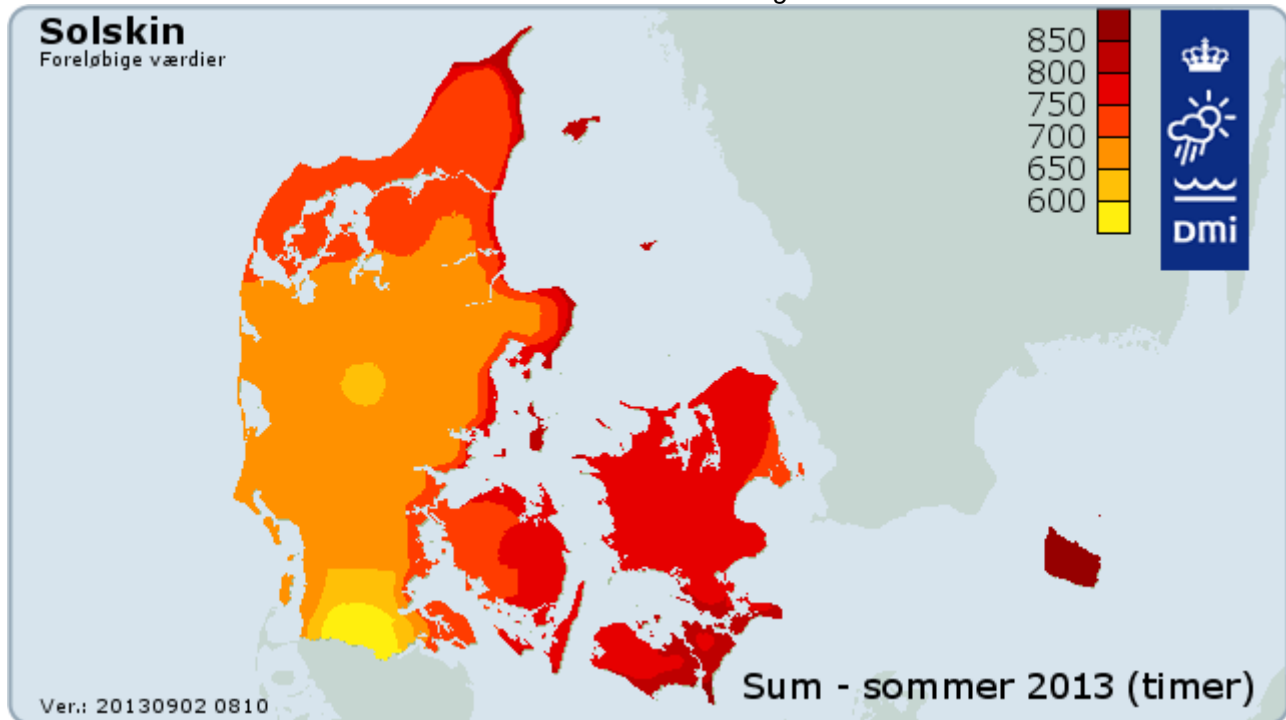 Solskin
Foreløbige værdier
850
800
750
700
650
600
DMi
Sum - sommer 2013 (timer)
Ver.: 20130902 0810